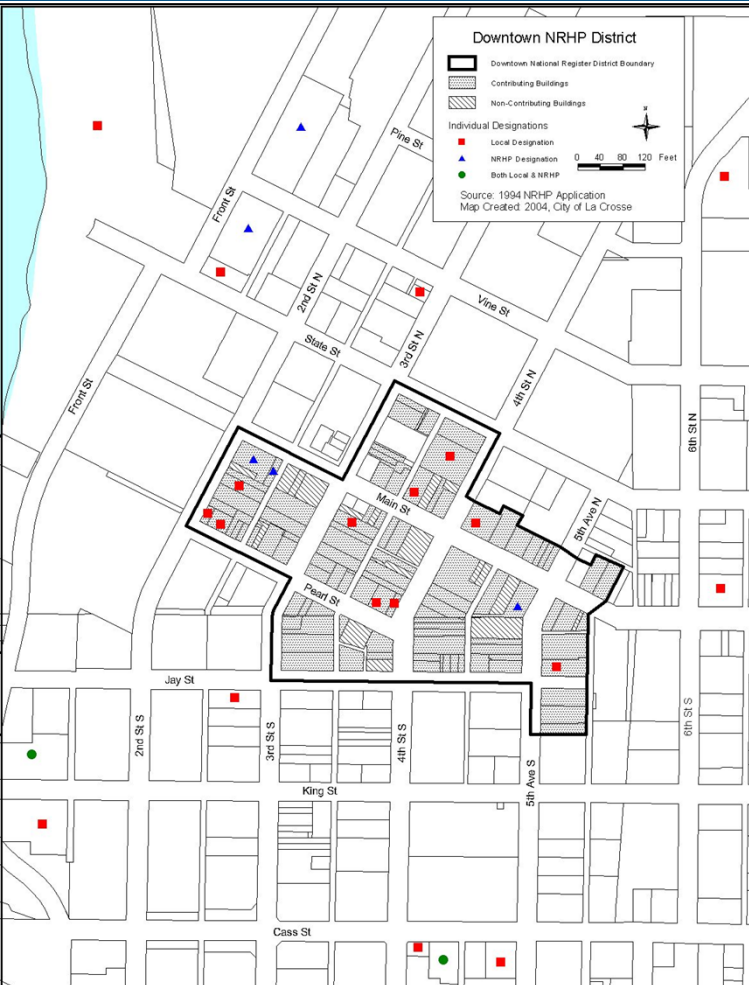 Downtown NRHP District
Downtown National Register District Boundary
Contributing Buildings
Non-Contributing Buildings
Individual Designations
N
Local Designation
NRHP Designation
0 40 80 120 Feet
Both Local & NRHP
Source: 1994 NRHP Application
Map Created: 2004, City of La Crosse
Pine St
Front St
2nd St N
Vine St
3rd St N
State St
Front St
4th St N
6th St N
Main St
5th Ave N
Pearl St
Jay St
2nd St S
3rd St S
4th St S
5th Ave S
6th St S
King St
Cass St